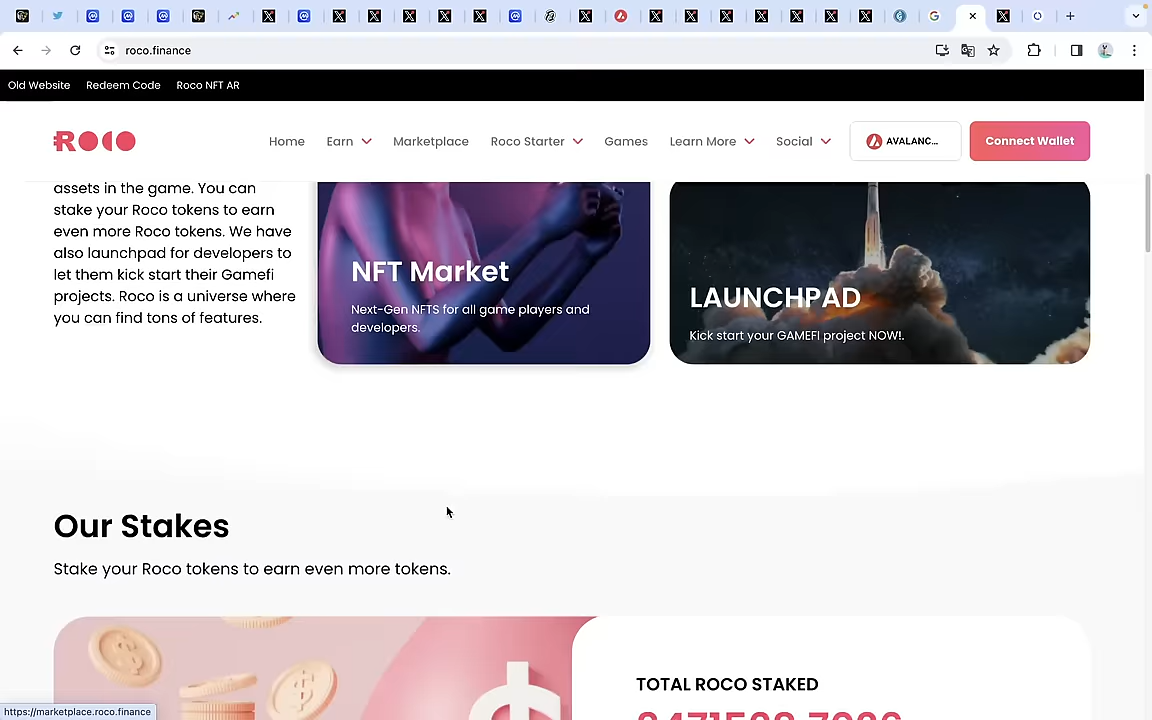 roco.finance
Old Website Redeem Code Roco NFT AR
ROCO
Home Earn Marketplace Roco Starter Games Learn More Social AVALANC... Connect Wallet
assets in the game. You can
stake your Roco tokens to earn
even more Roco tokens. We have
also launchpad for developers to
let them kick start their Gamefi
projects. Roco is a universe where
you can find tons of features.
NFT Market
Next-Gen NFTS for all game players and
developers.
LAUNCHPAD
Kick start your GAMEFI project NOW!.
Our Stakes
Stake your Roco tokens to earn even more tokens.
TOTAL ROCO STAKED
https://marketplace.roco.finance